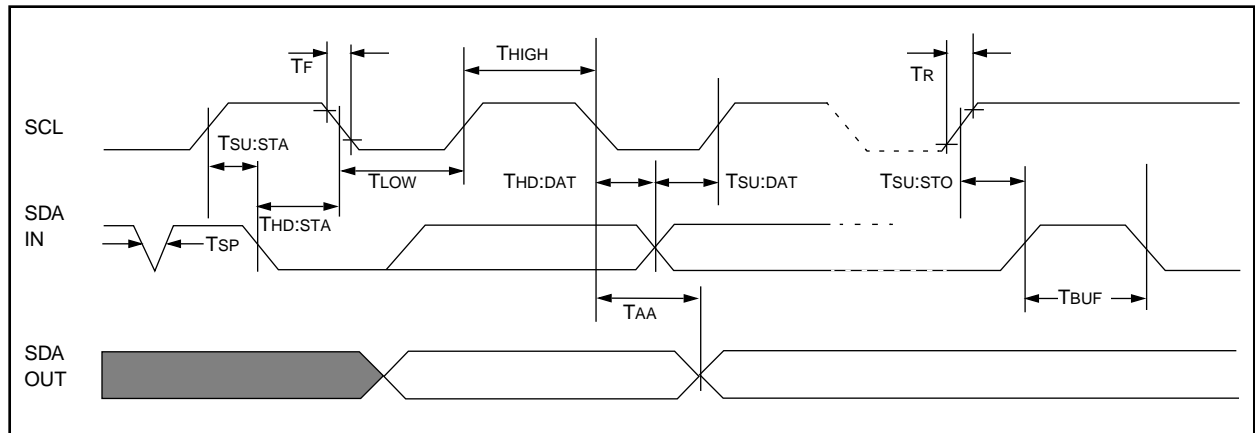 TF
THIGH
TR
SCL
TSU:STA
TLOW
THD:DAT
TSU:DAT
TSU:STO
SDA
IN
THD:STA
TSP
TAA
TBUF
SDA
OUT